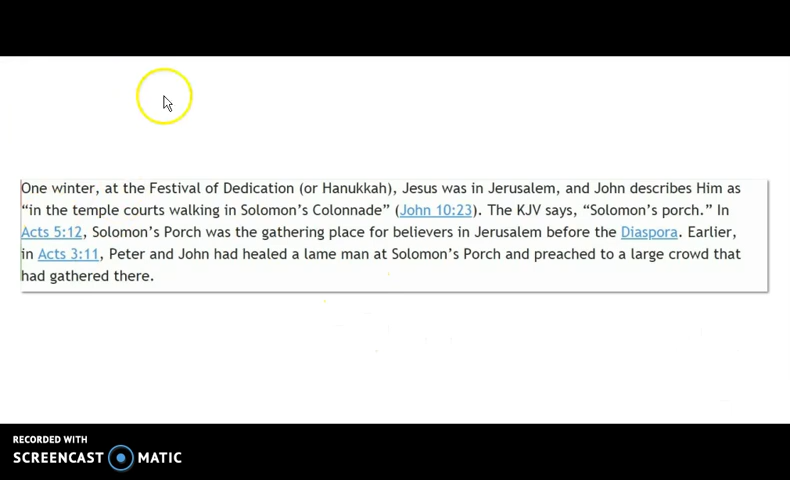 One winter, at the Festival of Dedication (or Hanukkah), Jesus was in Jerusalem, and John describes Him as
“in the temple courts walking in Solomon’s Colonnade” (John 10:23). The KJV says, “Solomon’s porch.” In
Acts 5:12, Solomon’s Porch was the gathering place for believers in Jerusalem before the Diaspora. Earlier,
in Acts 3:11, Peter and John had healed a lame man at Solomon’s Porch and preached to a large crowd that
had gathered there.
RECORDED WITH
SCREENCAST MATIC